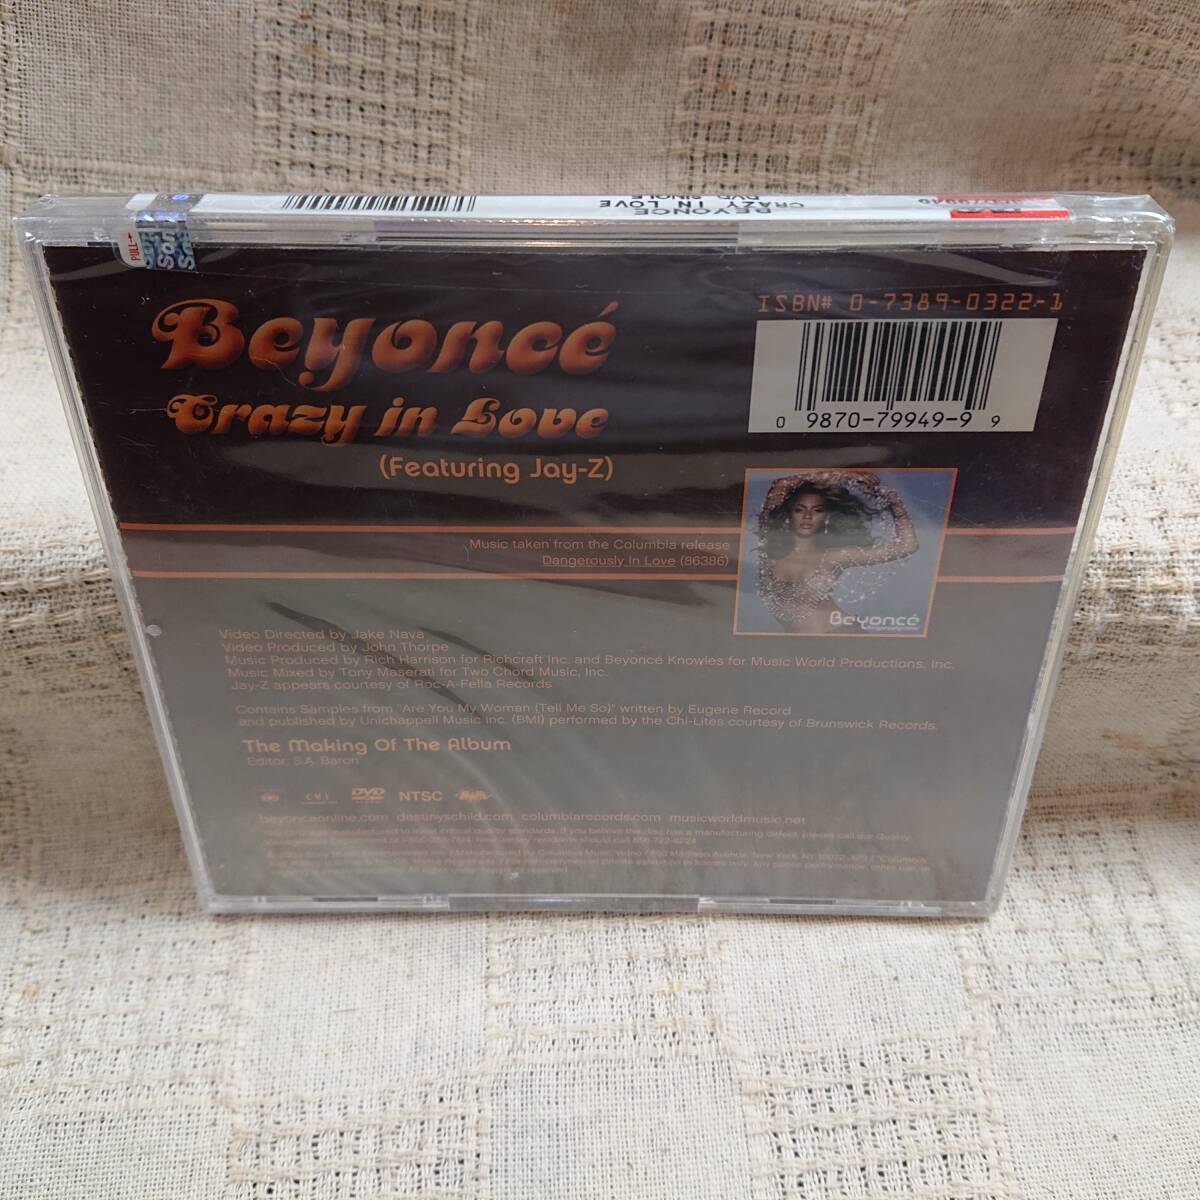 BEYONCE
CRAZY IN LOVE
DVD SINGLE
PULL
Beyoncé
Crazy in Love
(Featuring Jay-Z)
ISBN# 0-7389-0322-1
0 9870-79949-9 9
Music taken from the Columbia release
Dangerously In Love (86386)
Beyoncé
Video Directed by Jake Nava
Video Produced by John Thorpe
Music Produced by Rich Harrison for Richcraft Inc. and Beyoncé Knowles for Music World Productions, Inc.
Music Mixed by Tony Maserati for Two Chord Music, Inc.
Jay-Z appears courtesy of Roc-A-Fella Records
Contains Samples from "Are You My Woman (Tell Me So)" written by Eugene Record
and published by Unichappell Music Inc. (BMI) performed by the Chi-Lites courtesy of Brunswick Records.
The Making Of The Album
Editor: S.A. Baron
DVD NTSC
beyonceonline.com destinyschild.com columbiarecords.com musicworldmusic.net